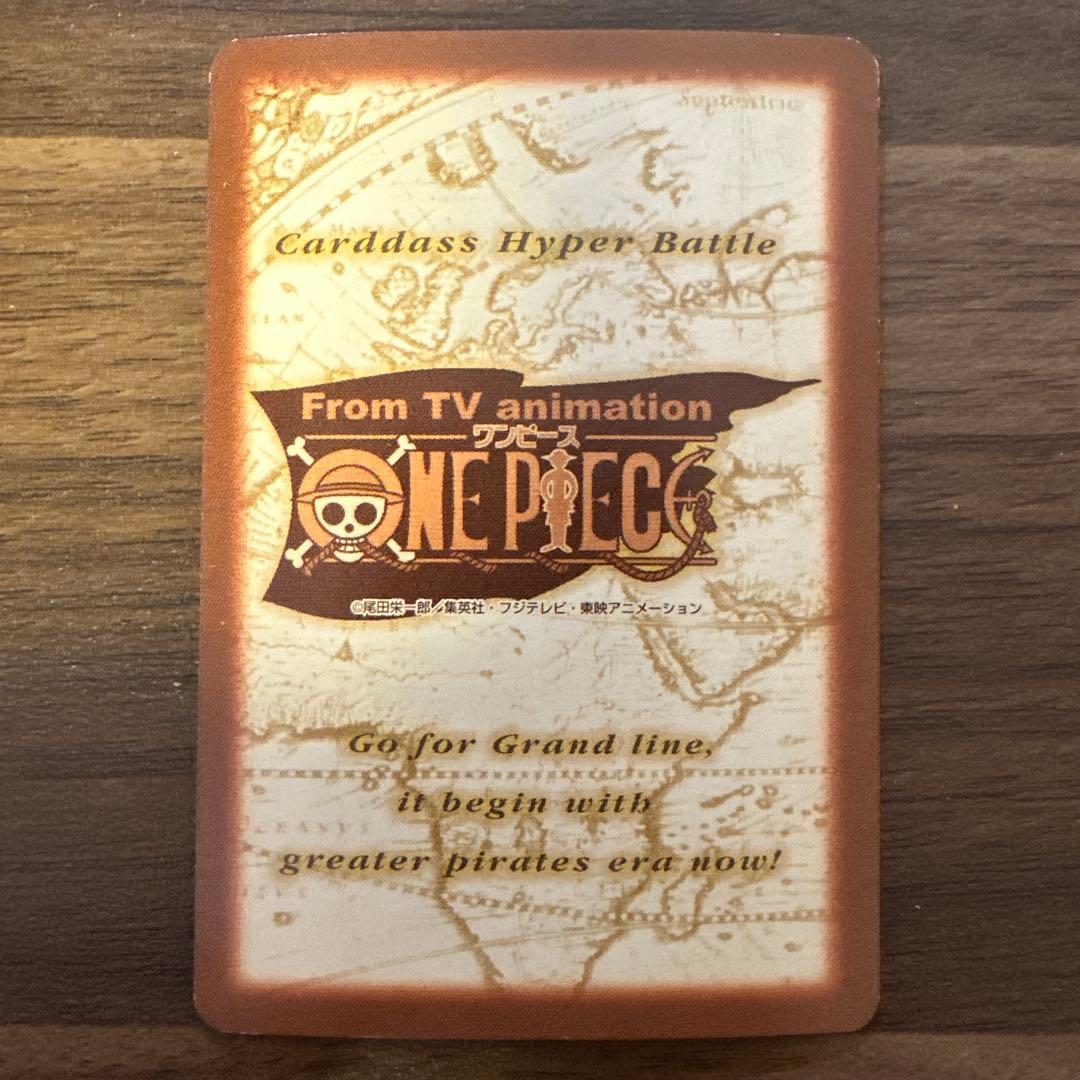 Septentrio
Carddass Hyper Battle
From TV animation
ワンピース
ONE PIECE
©尾田栄一郎／集英社・フジテレビ・東映アニメーション
Go for Grand line,
it begin with
greater pirates era now!